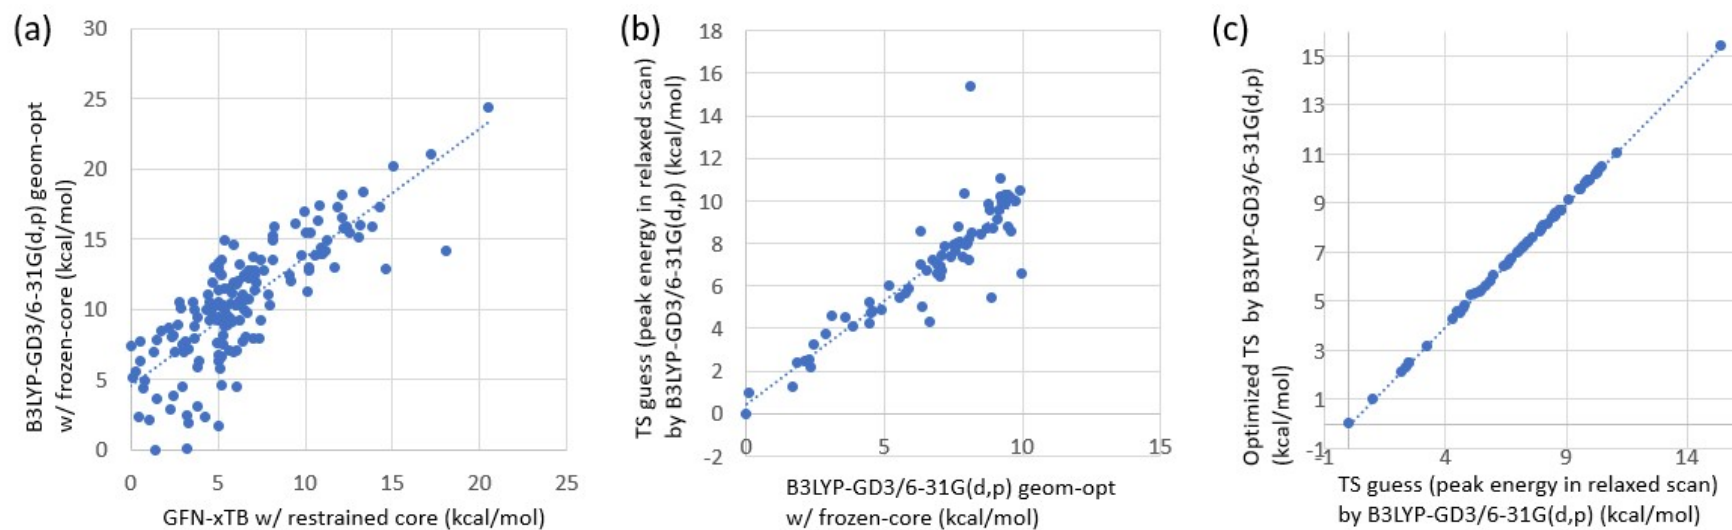 (a)
30
25
20
15
10
5
0
0 5 10 15 20 25
B3LYP-GD3/6-31G(d,p) geom-opt
w/ frozen-core (kcal/mol)
GFN-xTB w/ restrained core (kcal/mol)
(b)
18
16
14
12
10
8
6
4
2
0
-2
0 5 10 15
TS guess (peak energy in relaxed scan)
by B3LYP-GD3/6-31G(d,p) (kcal/mol)
B3LYP-GD3/6-31G(d,p) geom-opt
w/ frozen-core (kcal/mol)
(c)
15
13
11
9
7
5
3
1
-1
-1 4 9 14
Optimized TS by B3LYP-GD3/6-31G(d,p)
(kcal/mol)
TS guess (peak energy in relaxed scan)
by B3LYP-GD3/6-31G(d,p) (kcal/mol)